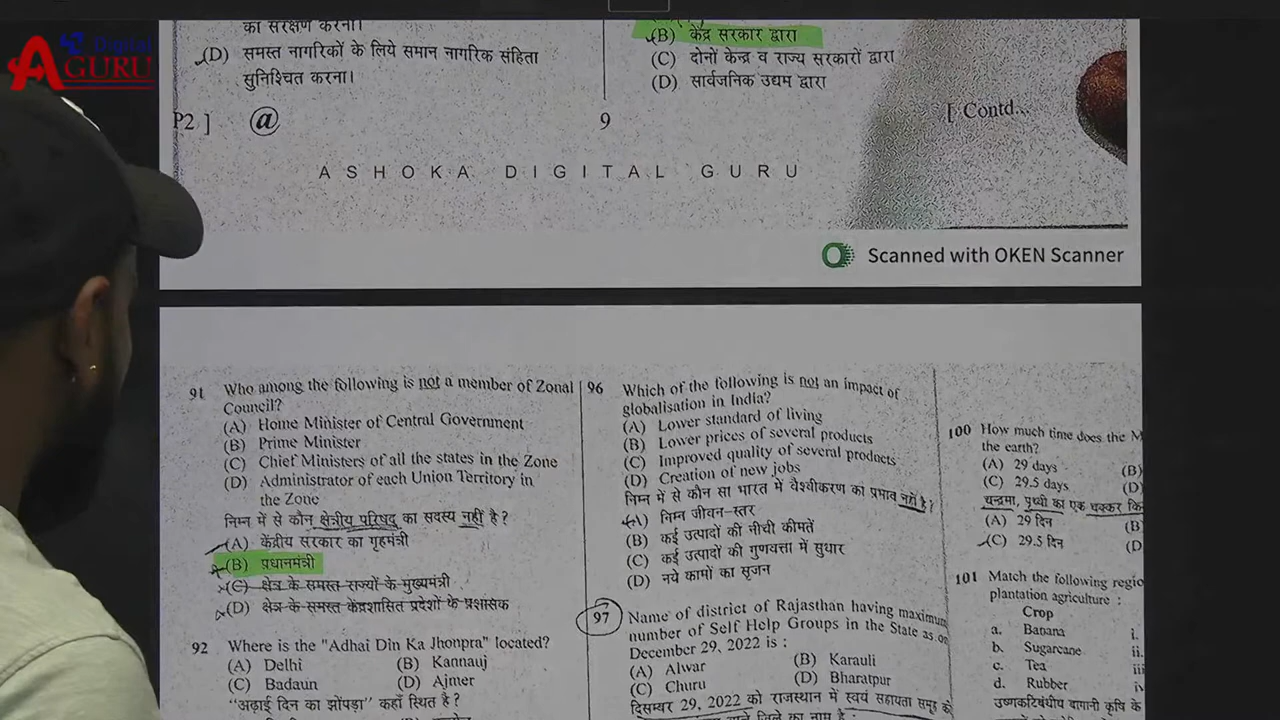 Digital
AGURU
का संरक्षण करना।
(D) समस्त नागरिकों के लिये समान नागरिक संहिता
सुनिश्चित करना।
(B) केंद्र सरकार द्वारा
(C) दोनों केन्द्र व राज्य सरकारों द्वारा
(D) सार्वजनिक उद्यम द्वारा
P2 ] @ 9 [ Contd...
ASHOKA DIGITAL GURU
Scanned with OKEN Scanner
91 Who among the following is not a member of Zonal
Council?
(A) Home Minister of Central Government
(B) Prime Minister
(C) Chief Ministers of all the states in the Zone
(D) Administrator of each Union Territory in
the Zone
निम्न में से कौन क्षेत्रीय परिषद् का सदस्य नहीं है?
(A) केंद्रीय सरकार का गृहमंत्री
(B) प्रधानमंत्री
(C) क्षेत्र के समस्त राज्यों के मुख्यमंत्री
(D) क्षेत्र के समस्त केंद्रशासित प्रदेशों के प्रशासक
92 Where is the "Adhai Din Ka Jhonpra" located?
(A) Delhi (B) Kannauj
(C) Badaun (D) Ajmer
"अढ़ाई दिन का झोंपड़ा" कहाँ स्थित है?
96 Which of the following is not an impact of
globalisation in India?
(A) Lower standard of living
(B) Lower prices of several products
(C) Improved quality of several products
(D) Creation of new jobs
निम्न में से कौन सा भारत में वैश्वीकरण का प्रभाव नहीं है?
(A) निम्न जीवन-स्तर
(B) कई उत्पादों की नीची कीमतें
(C) कई उत्पादों की गुणवत्ता में सुधार
(D) नये कामों का सृजन
97 Name of district of Rajasthan having maximum
number of Self Help Groups in the State as on
December 29, 2022 is :
(A) Alwar (B) Karauli
(C) Churu (D) Bharatpur
दिसम्बर 29, 2022 को राजस्थान में स्वयं सहायता समूह की
वाले जिले का नाम है :
100 How much time does the M
the earth?
(A) 29 days (B)
(C) 29.5 days (D)
चन्द्रमा, पृथ्वी का एक चक्कर
(A) 29 दिन (B
(C) 29.5 दिन (D
101 Match the following regio
plantation agriculture :
Crop
a. Banana i.
b. Sugarcane ii.
c. Tea iii
d. Rubber iv
उष्णकटिबंधीय बागानी कृषि के